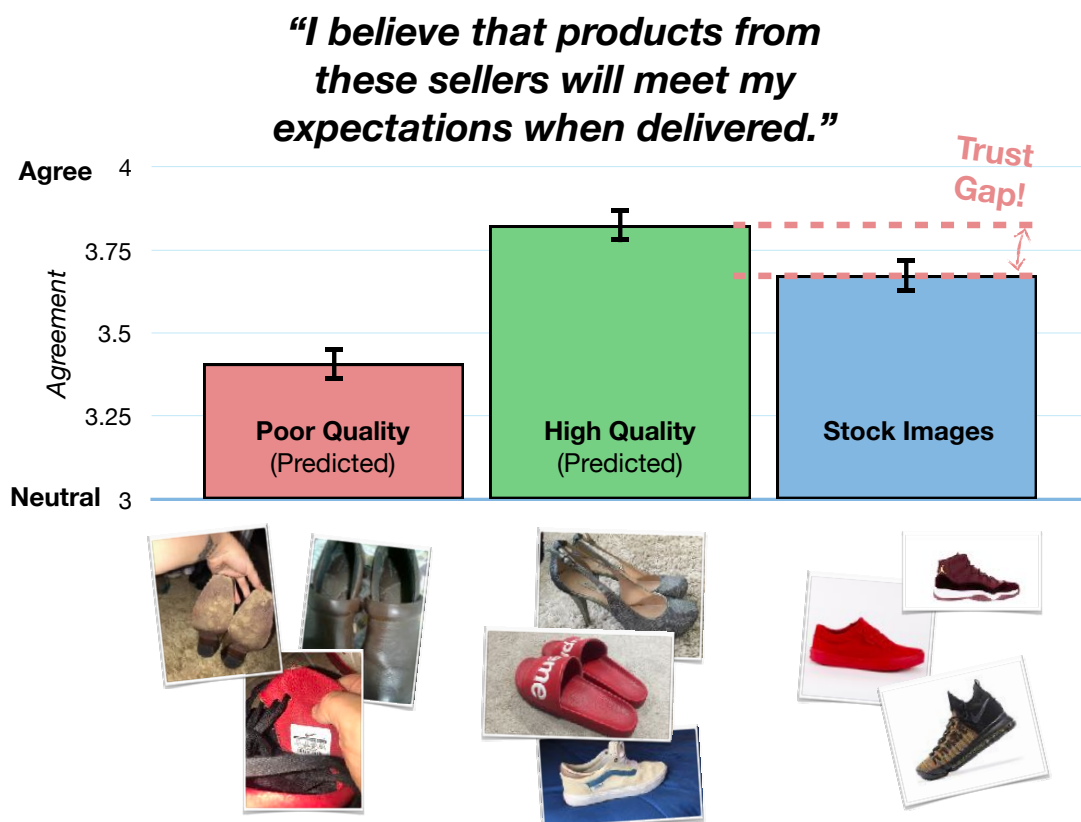 “I believe that products from
these sellers will meet my
expectations when delivered.”
Trust
Gap!
Agree 4
3.75
3.5
3.25
Neutral 3
Agreement
Poor Quality
(Predicted)
High Quality
(Predicted)
Stock Images